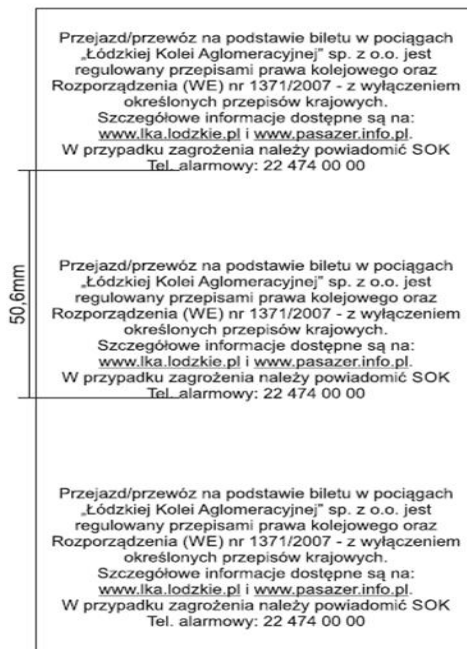 Przejazd/przewóz na podstawie biletu w pociągach
„Łódzkiej Kolei Aglomeracyjnej” sp. z o.o. jest
regulowany przepisami prawa kolejowego oraz
Rozporządzenia (WE) nr 1371/2007 - z wyłączeniem
określonych przepisów krajowych.
Szczegółowe informacje dostępne są na:
www.lka.lodzkie.pl i www.pasazer.info.pl.
W przypadku zagrożenia należy powiadomić SOK
Tel. alarmowy: 22 474 00 00
50,6mm
Przejazd/przewóz na podstawie biletu w pociągach
„Łódzkiej Kolei Aglomeracyjnej” sp. z o.o. jest
regulowany przepisami prawa kolejowego oraz
Rozporządzenia (WE) nr 1371/2007 - z wyłączeniem
określonych przepisów krajowych.
Szczegółowe informacje dostępne są na:
www.lka.lodzkie.pl i www.pasazer.info.pl.
W przypadku zagrożenia należy powiadomić SOK
Tel. alarmowy: 22 474 00 00
Przejazd/przewóz na podstawie biletu w pociągach
„Łódzkiej Kolei Aglomeracyjnej” sp. z o.o. jest
regulowany przepisami prawa kolejowego oraz
Rozporządzenia (WE) nr 1371/2007 - z wyłączeniem
określonych przepisów krajowych.
Szczegółowe informacje dostępne są na:
www.lka.lodzkie.pl i www.pasazer.info.pl.
W przypadku zagrożenia należy powiadomić SOK
Tel. alarmowy: 22 474 00 00